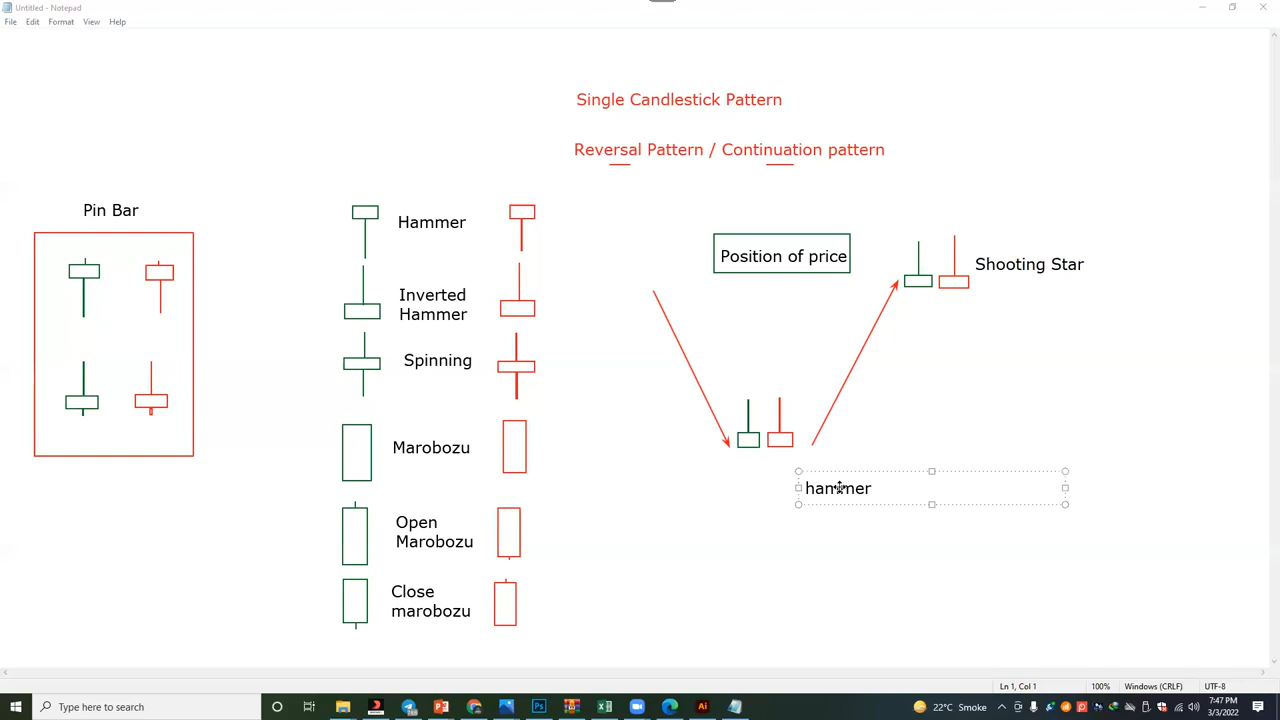 Untitled - Notepad
File Edit Format View Help
Single Candlestick Pattern
Reversal Pattern / Continuation pattern
Pin Bar
Hammer
Inverted
Hammer
Spinning
Marobozu
Open
Marobozu
Close
marobozu
Position of price
Shooting Star
hammer
Ln 1, Col 1
100%
Windows (CRLF)
UTF-8
Type here to search
22°C Smoke
7:47 PM
3/3/2022